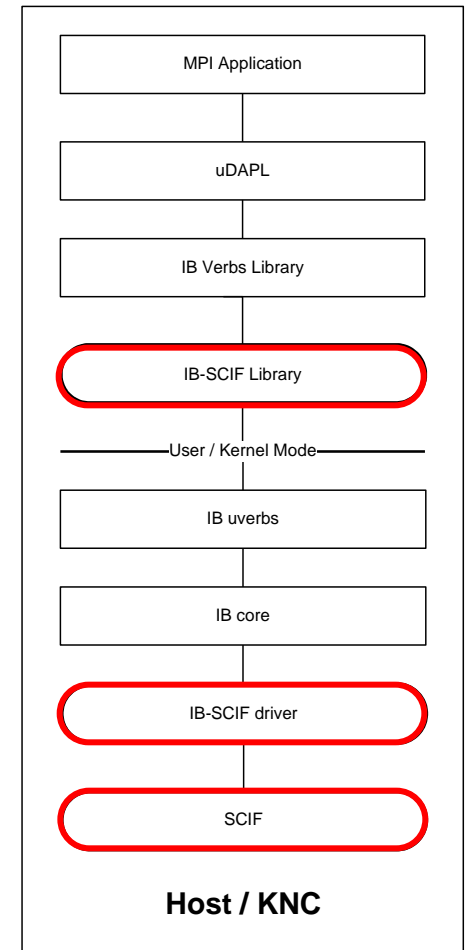 MPI Application
uDAPL
IB Verbs Library
IB-SCIF Library
User / Kernel Mode
IB uverbs
IB core
IB-SCIF driver
SCIF
Host / KNC